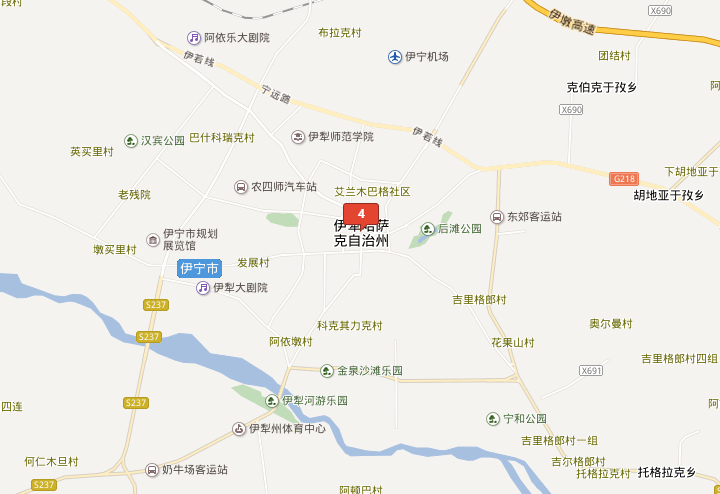 段村
阿依乐大剧院
布拉克村
伊宁机场
伊墩高速
X690
伊若线
团结村
宁远路
克伯克于孜乡
X690
伊犁师范学院
伊若线
汉宾公园
巴什科瑞克村
英买里村
下胡地亚于孜村
G218
老残院
农四师汽车站
艾兰木巴格社区
胡地亚于孜乡
4
东郊客运站
伊犁哈萨
克自治州
后滩公园
伊宁市规划
展览馆
墩买里村
伊宁市
发展村
伊犁大剧院
S237
吉里格郎村
科克其力克村
奥尔曼村
S237
阿依墩村
花果山村
吉里格郎村四组
金泉沙滩乐园
X691
S237
伊犁河游乐园
四连
宁和公园
伊犁州体育中心
吉里格郎村一组
何仁木旦村
奶牛场客运站
吉尔格郎村
托格拉克村
托格拉克乡
S237
阿顿巴村